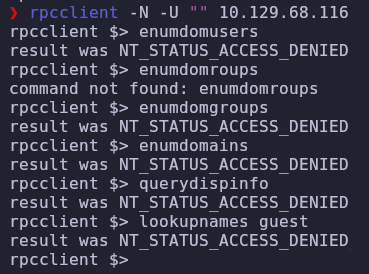 ❯ rpcclient -N -U "" 10.129.68.116
rpcclient $> enumdomusers
result was NT_STATUS_ACCESS_DENIED
rpcclient $> enumdomroups
command not found: enumdomroups
rpcclient $> enumdomgroups
result was NT_STATUS_ACCESS_DENIED
rpcclient $> enumdomains
result was NT_STATUS_ACCESS_DENIED
rpcclient $> querydispinfo
result was NT_STATUS_ACCESS_DENIED
rpcclient $> lookupnames guest
result was NT_STATUS_ACCESS_DENIED
rpcclient $>